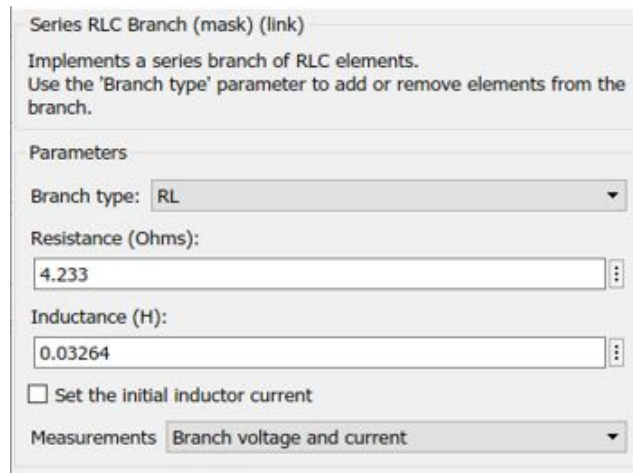 Series RLC Branch (mask) (link)
Implements a series branch of RLC elements.
Use the 'Branch type' parameter to add or remove elements from the
branch.
Parameters
Branch type: RL
Resistance (Ohms):
4.233
Inductance (H):
0.03264
Set the initial inductor current
Measurements Branch voltage and current